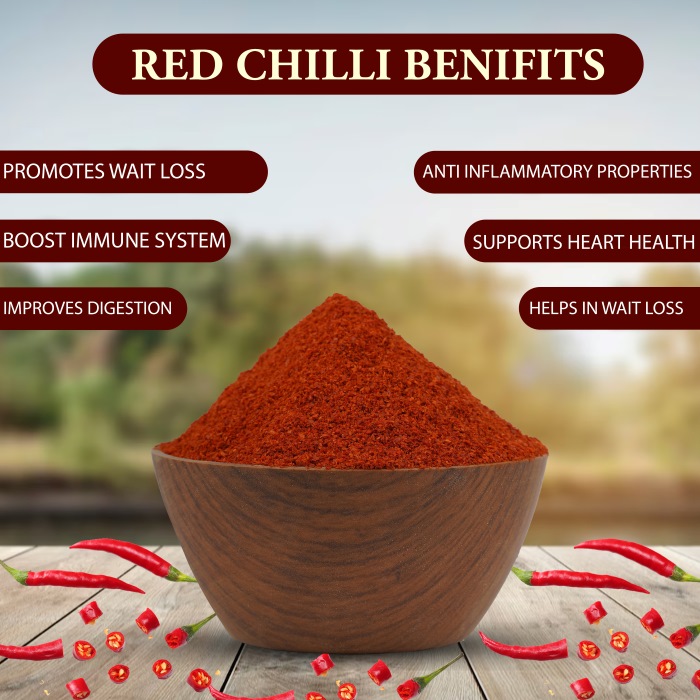 RED CHILLI BENIFITS
PROMOTES WAIT LOSS
BOOST IMMUNE SYSTEM
IMPROVES DIGESTION
ANTI INFLAMMATORY PROPERTIES
SUPPORTS HEART HEALTH
HELPS IN WAIT LOSS